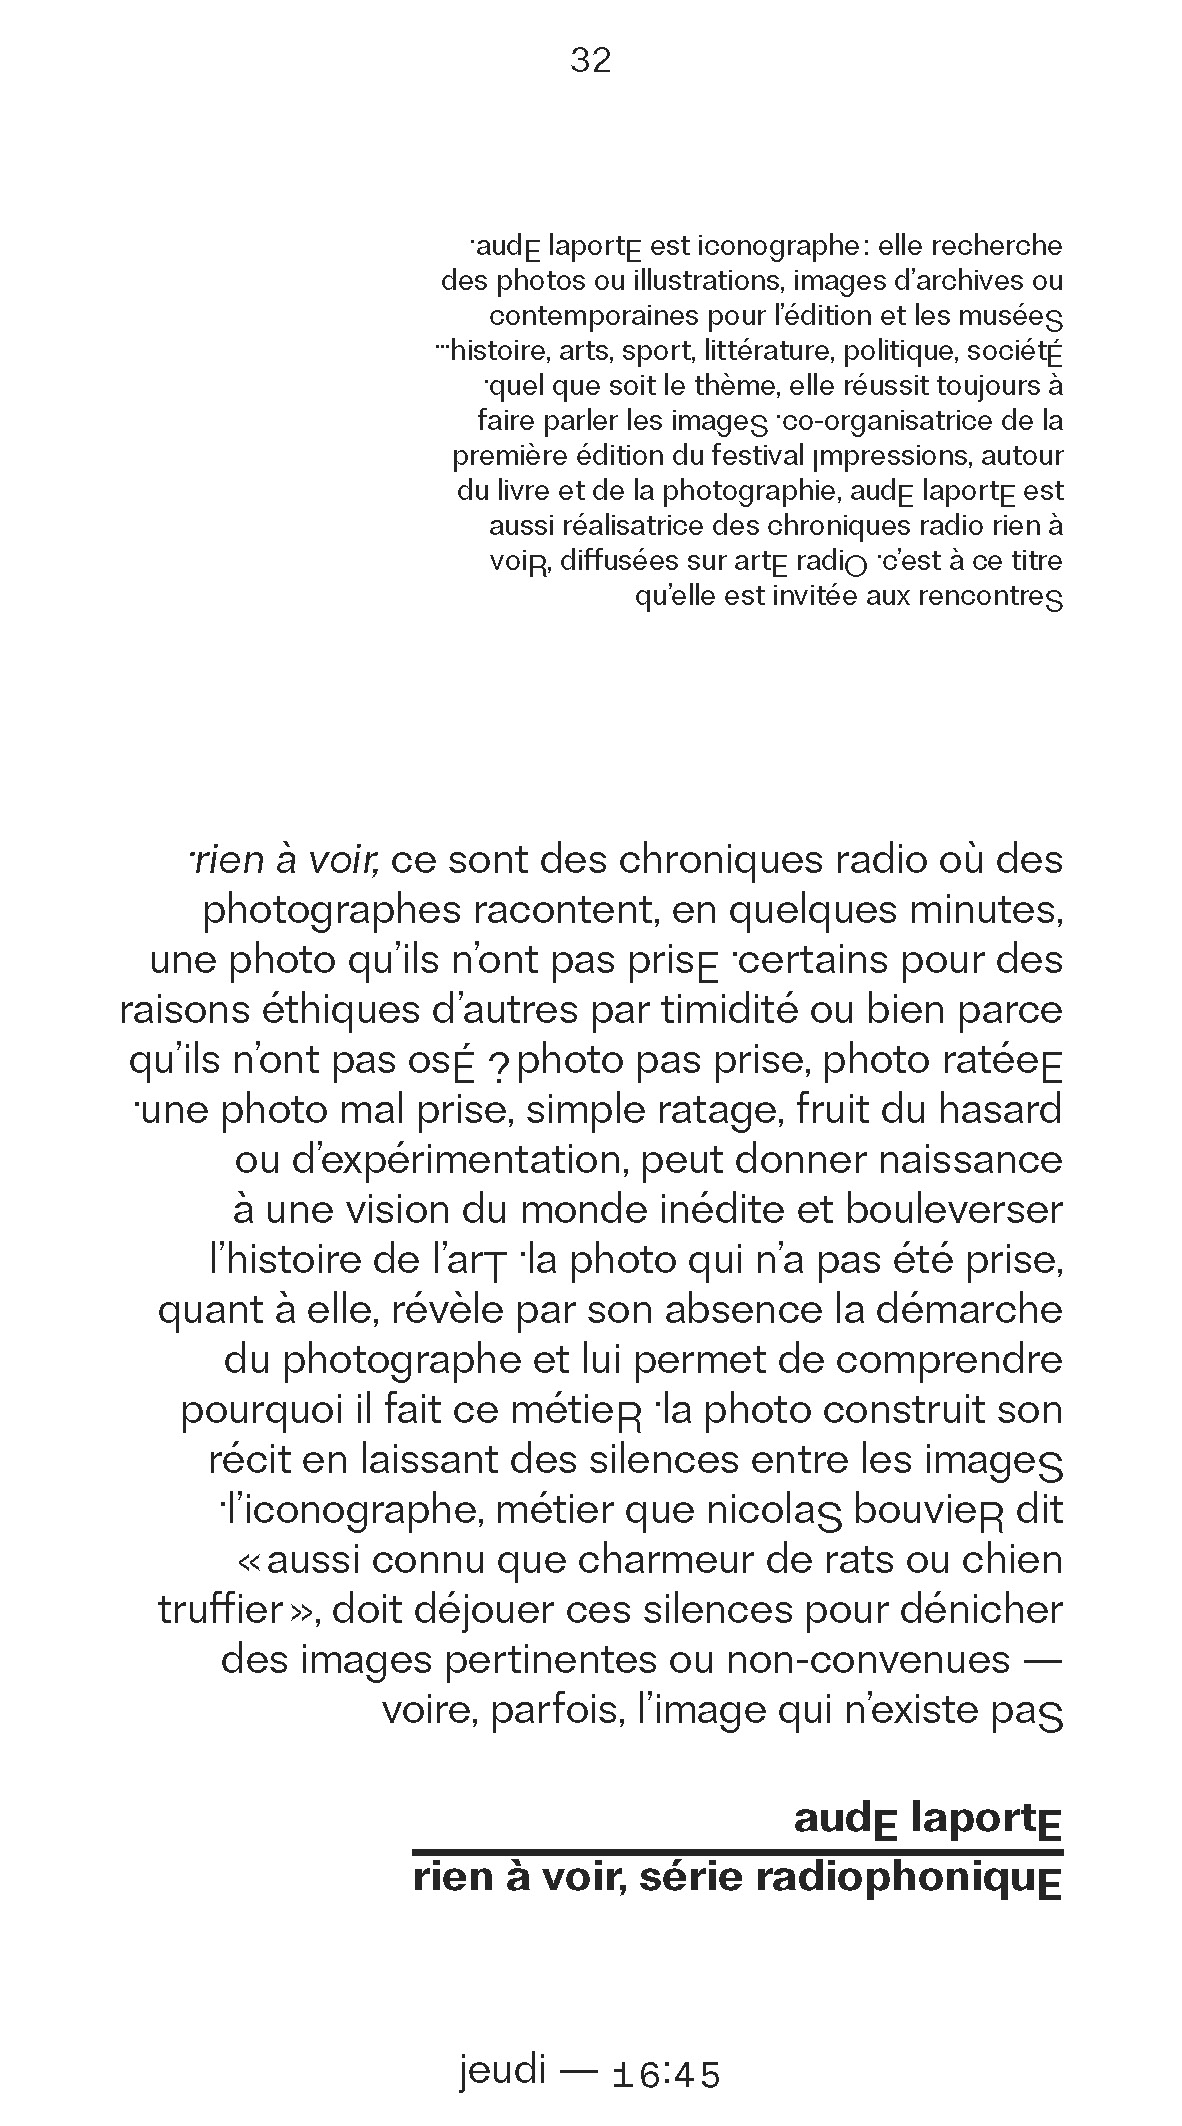 32
·audE laportE est iconographe : elle recherche
des photos ou illustrations, images d’archives ou
contemporaines pour l’édition et les muséeS
···histoire, arts, sport, littérature, politique, sociétÉ
·quel que soit le thème, elle réussit toujours à
faire parler les imageS ·co-organisatrice de la
première édition du festival Impressions, autour
du livre et de la photographie, audE laportE est
aussi réalisatrice des chroniques radio rien à
voiR, diffusées sur artE radiO ·c’est à ce titre
qu’elle est invitée aux rencontreS
·rien à voir, ce sont des chroniques radio où des
photographes racontent, en quelques minutes,
une photo qu’ils n’ont pas prisE ·certains pour des
raisons éthiques d’autres par timidité ou bien parce
qu’ils n’ont pas osÉ ? photo pas prise, photo ratéeE
·une photo mal prise, simple ratage, fruit du hasard
ou d’expérimentation, peut donner naissance
à une vision du monde inédite et bouleverser
l’histoire de l’arT ·la photo qui n’a pas été prise,
quant à elle, révèle par son absence la démarche
du photographe et lui permet de comprendre
pourquoi il fait ce métieR ·la photo construit son
récit en laissant des silences entre les imageS
·l’iconographe, métier que nicolaS bouvieR dit
« aussi connu que charmeur de rats ou chien
truffier », doit déjouer ces silences pour dénicher
des images pertinentes ou non-convenues —
voire, parfois, l’image qui n’existe paS
audE laportE
rien à voir, série radiophoniquE
jeudi — 16:45